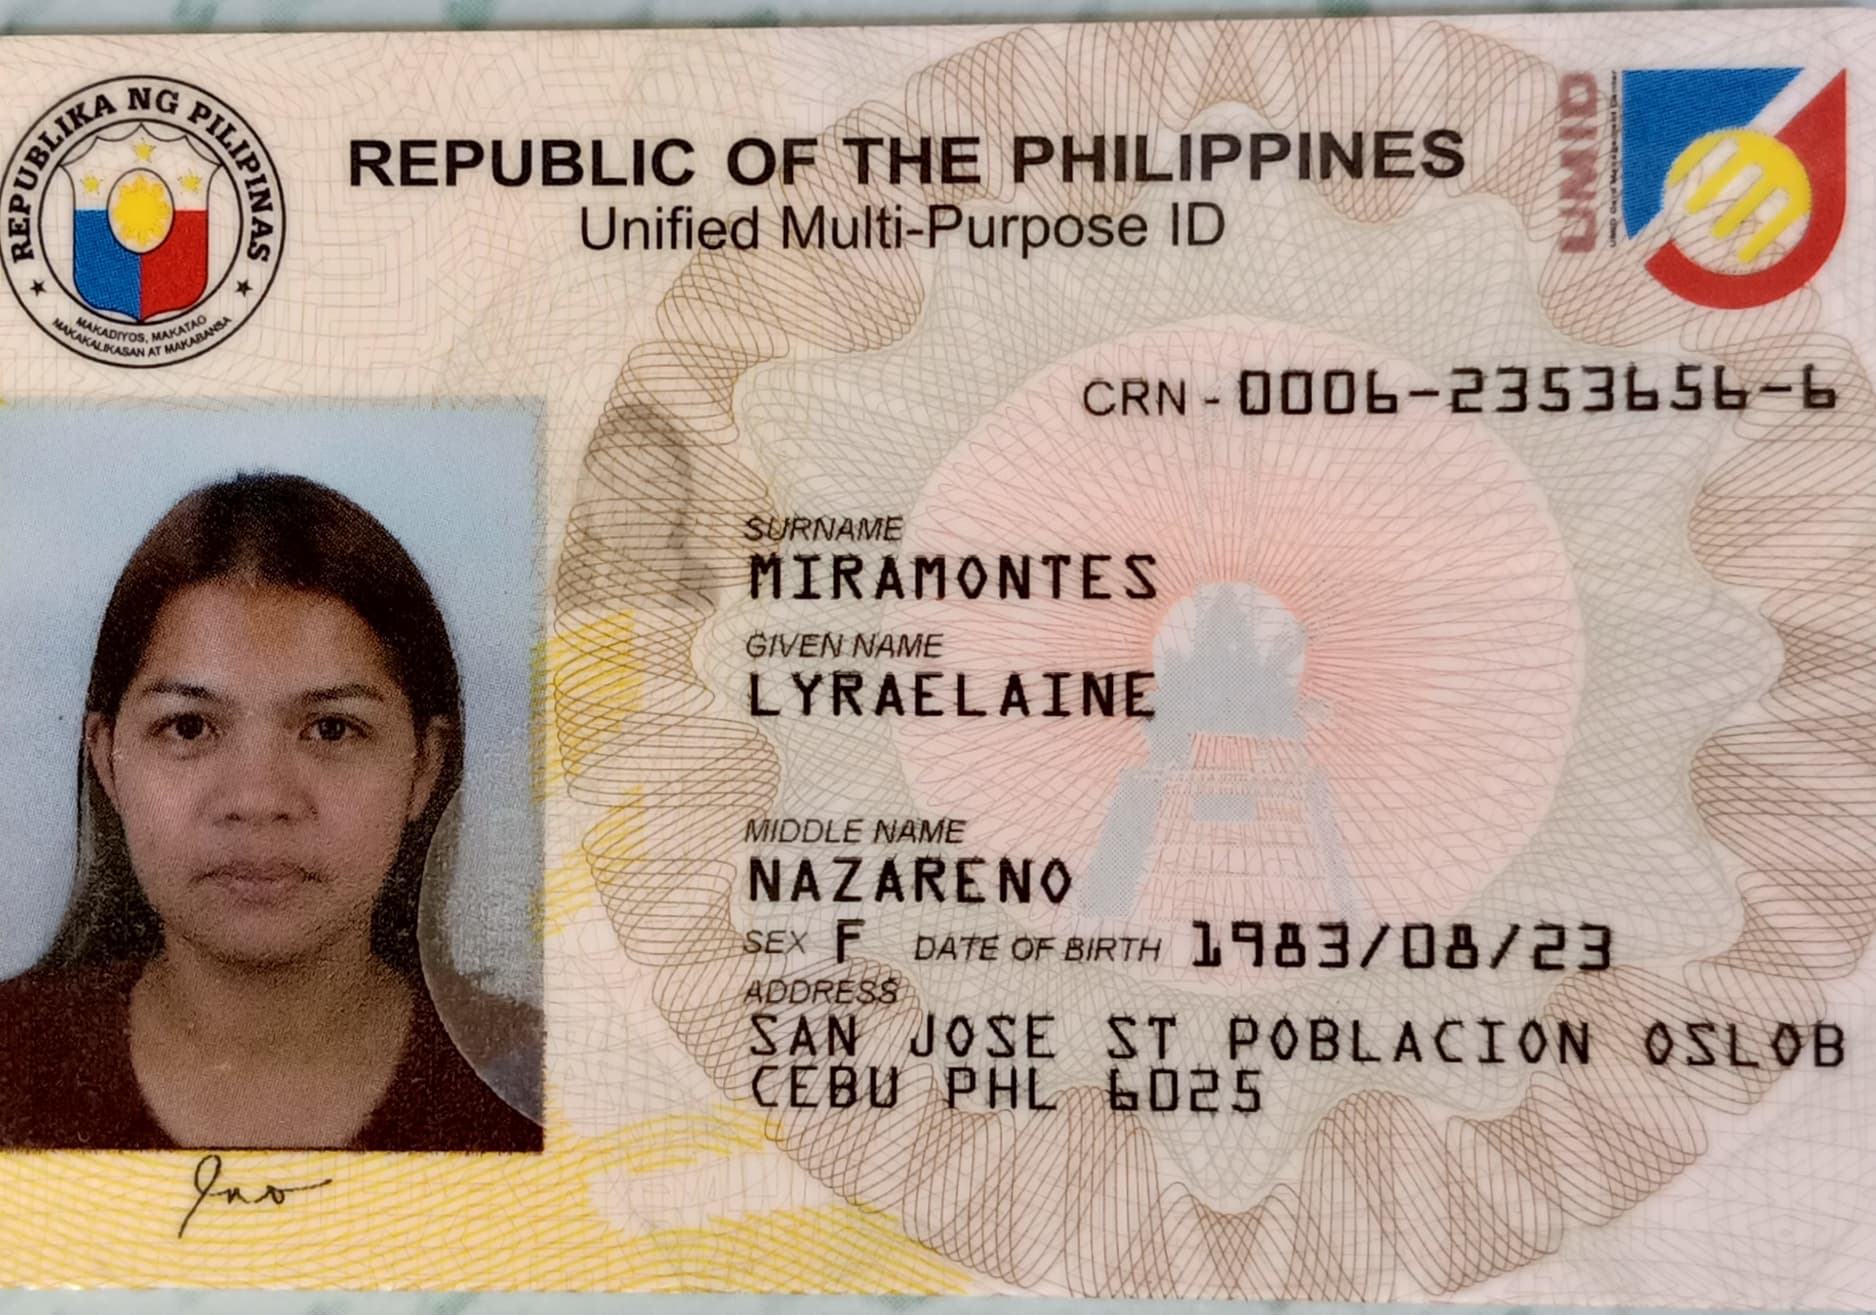 REPUBLIKA NG PILIPINAS
MAKADIYOS, MAKATAO
MAKAKALIKASAN AT MAKABANSA
REPUBLIC OF THE PHILIPPINES
Unified Multi-Purpose ID
UMID
CRN - 0006-2353656-6
SURNAME
MIRAMONTES
GIVEN NAME
LYRAELAINE
MIDDLE NAME
NAZARENO
SEX F DATE OF BIRTH 1983/08/23
ADDRESS
SAN JOSE ST POBLACION OSLOB
CEBU PHL 6025